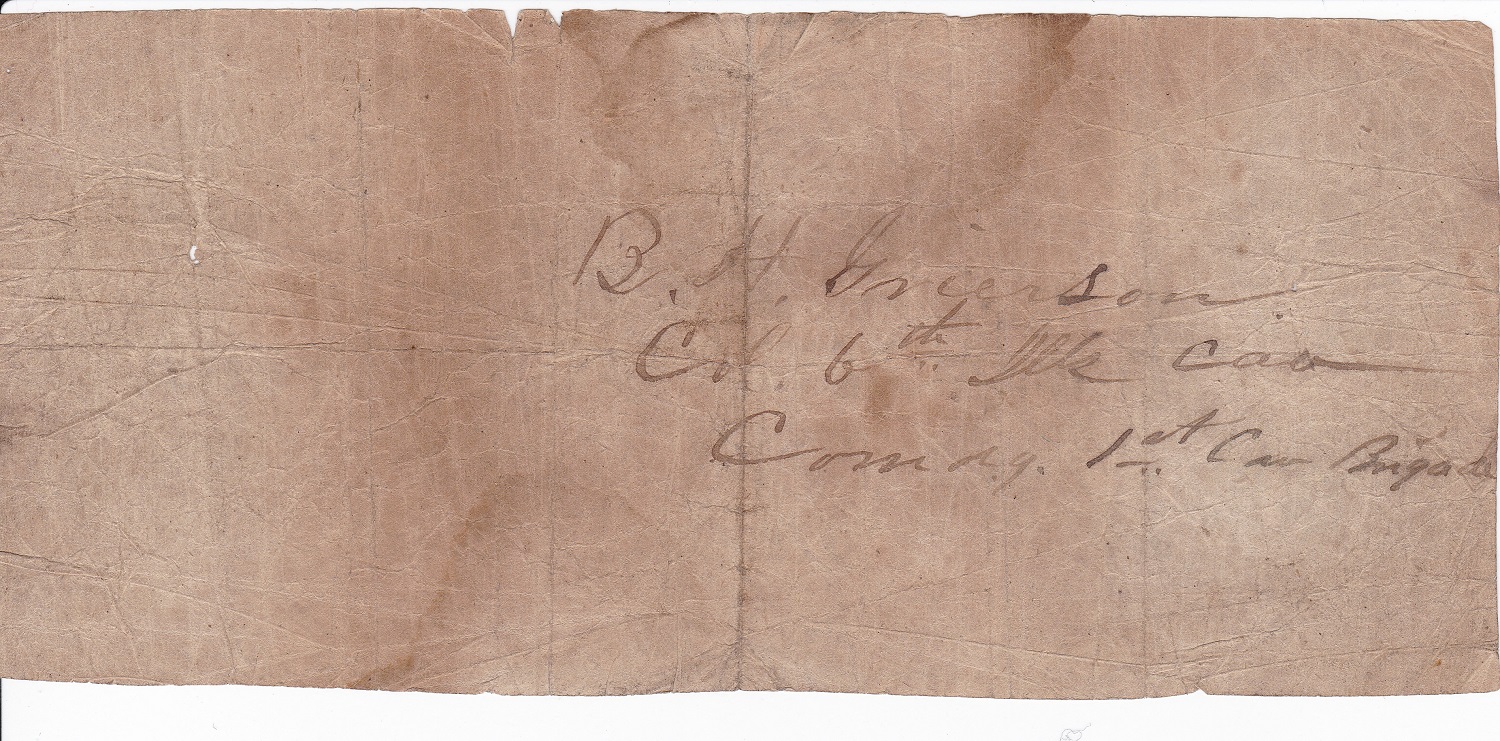 B. H. Grierson
Col. 6th Ills cav
Comdg. 1st Cav Brigade